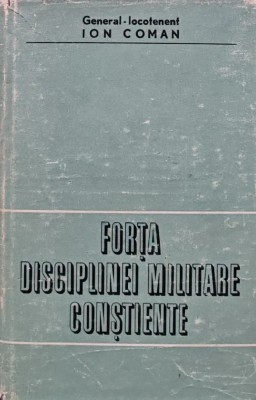 General-locotenent
ION COMAN
FORȚA
DISCIPLINEI MILITARE
CONȘTIENTE